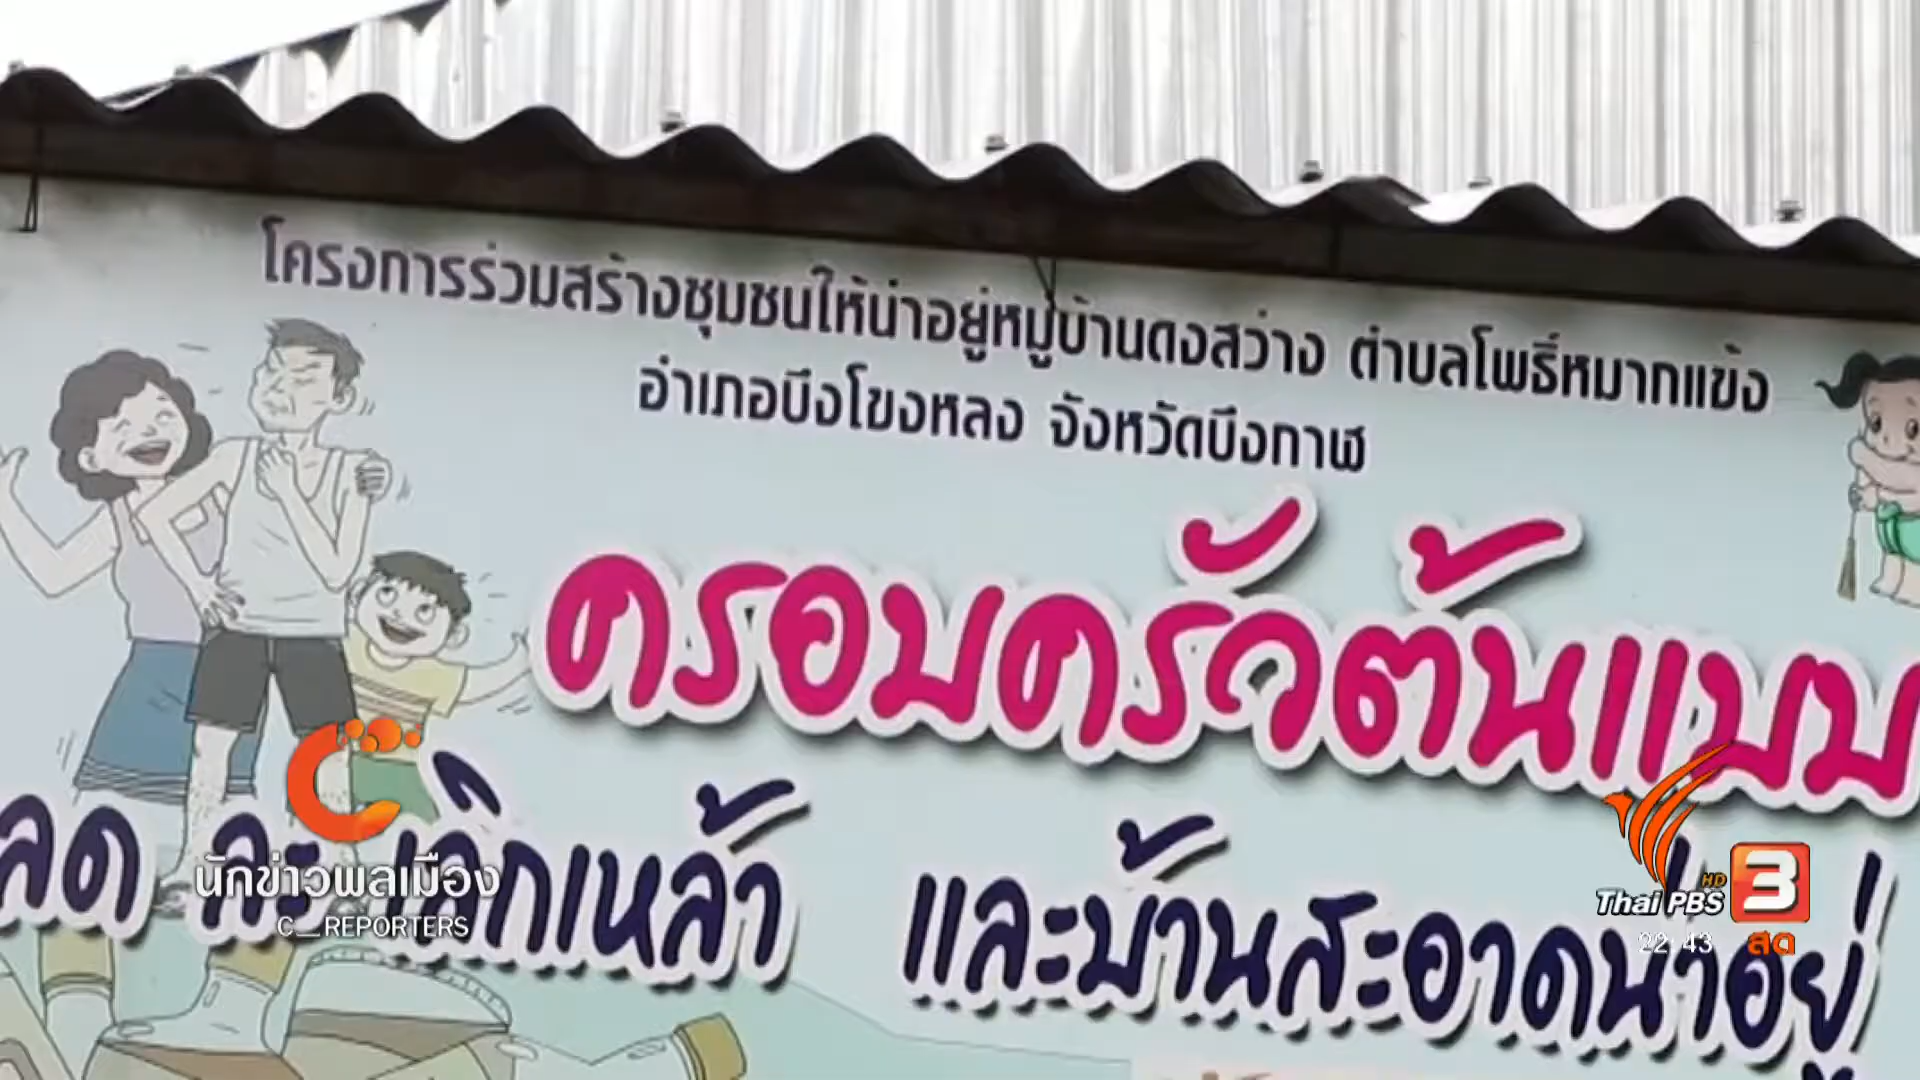 โครงการร่วมสร้างชุมชนให้น่าอยู่หมู่บ้านดงสว่าง ตำบลโพธิ์หมากแข้ง
อำเภอบึงโขงหลง จังหวัดบึงกาฬ
ครอบครัวต้นแบบ
ลด ละ เลิกเหล้า และบ้านสะอาดน่าอยู่
นักข่าวพลเมือง
C_REPORTERS
Thai PBS HD 3
22:43 สด